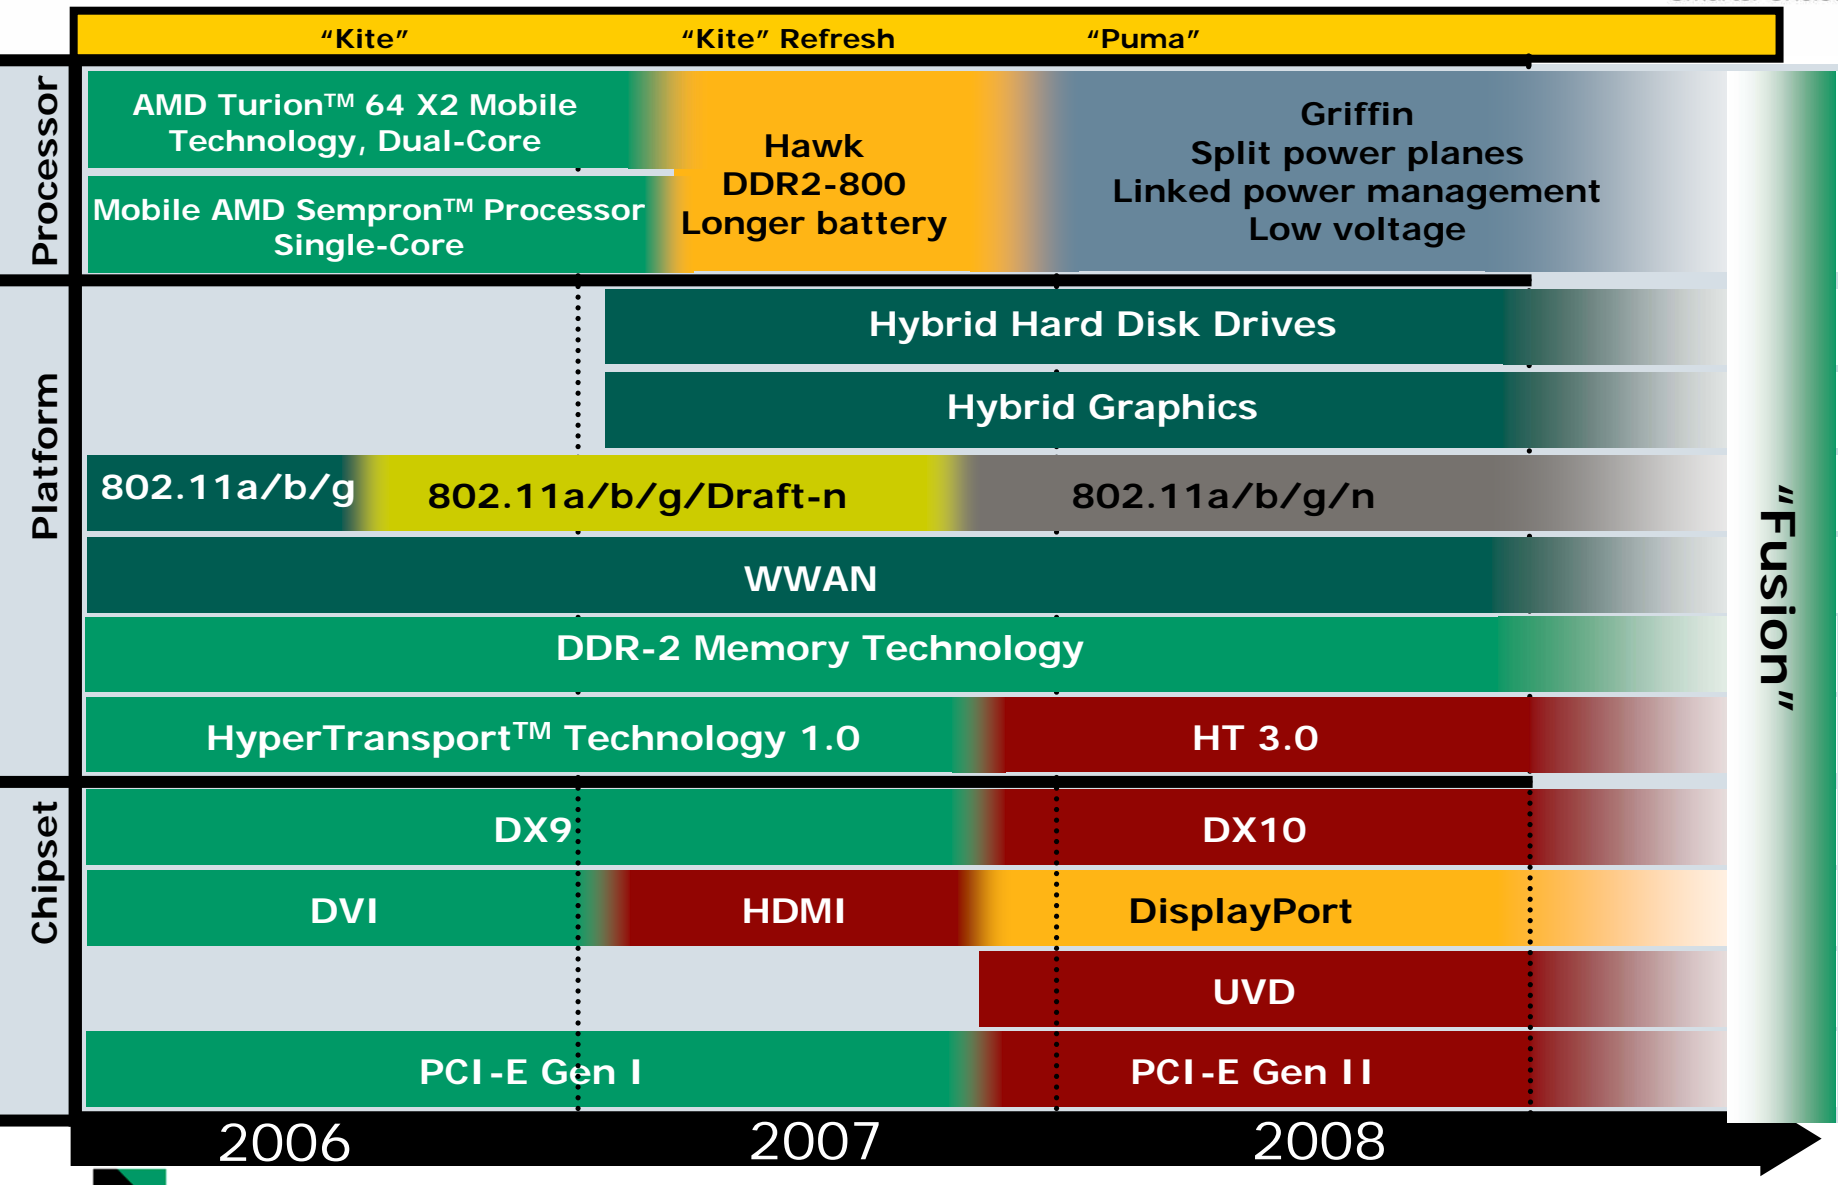 “Kite” “Kite” Refresh “Puma”
Processor
AMD Turion™ 64 X2 Mobile
Technology, Dual-Core
Mobile AMD Sempron™ Processor
Single-Core
Hawk
DDR2-800
Longer battery
Griffin
Split power planes
Linked power management
Low voltage
Platform
Hybrid Hard Disk Drives
Hybrid Graphics
802.11a/b/g 802.11a/b/g/Draft-n 802.11a/b/g/n
WWAN
DDR-2 Memory Technology
HyperTransport™ Technology 1.0 HT 3.0
Chipset
DX9 DX10
DVI HDMI DisplayPort
UVD
PCI-E Gen I PCI-E Gen II
“Fusion”
2006 2007 2008